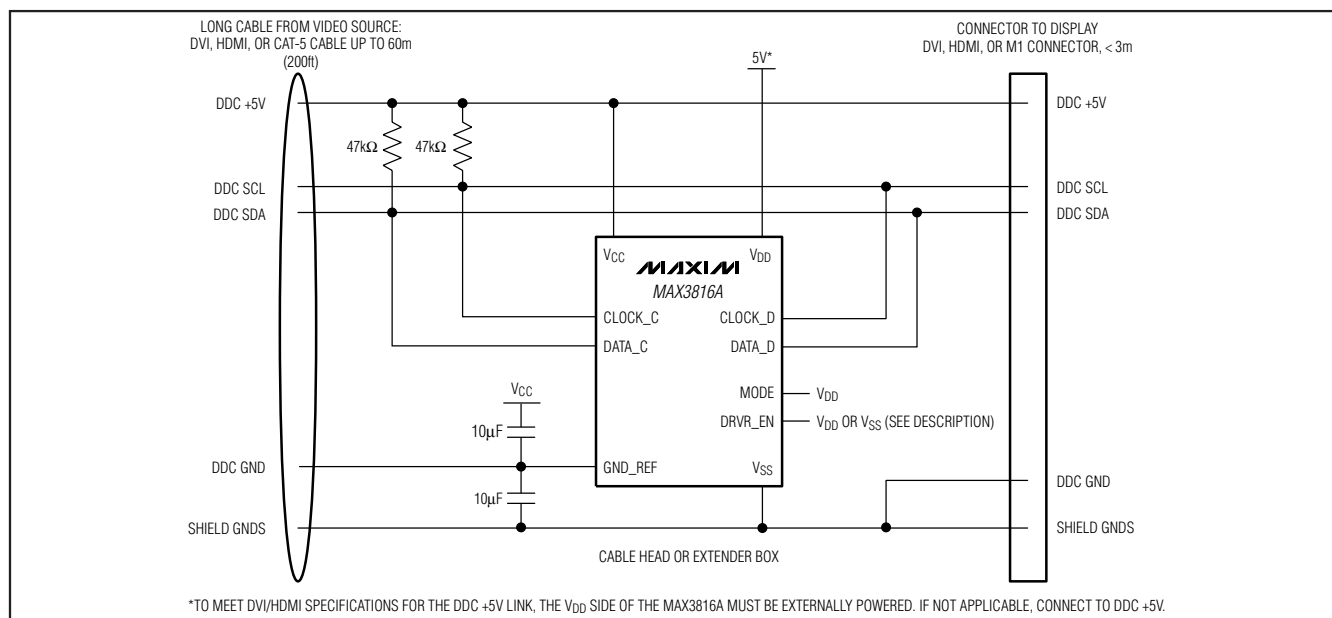 LONG CABLE FROM VIDEO SOURCE:
DVI, HDMI, OR CAT-5 CABLE UP TO 60m
(200ft)
CONNECTOR TO DISPLAY
DVI, HDMI, OR M1 CONNECTOR, < 3m
5V*
DDC +5V
DDC +5V
47kΩ
47kΩ
DDC SCL
DDC SCL
DDC SDA
DDC SDA
VCC
VDD
MAXIM
MAX3816A
CLOCK_C
CLOCK_D
DATA_C
DATA_D
MODE
VDD
VCC
DRVR_EN
VDD OR VSS (SEE DESCRIPTION)
10µF
DDC GND
GND_REF
VSS
DDC GND
10µF
SHIELD GNDS
SHIELD GNDS
CABLE HEAD OR EXTENDER BOX
*TO MEET DVI/HDMI SPECIFICATIONS FOR THE DDC +5V LINK, THE VDD SIDE OF THE MAX3816A MUST BE EXTERNALLY POWERED. IF NOT APPLICABLE, CONNECT TO DDC +5V.